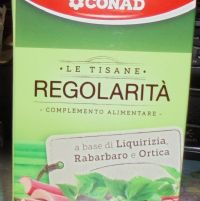 CONAD
• LE TISANE •
REGOLARITÀ
- COMPLEMENTO ALIMENTARE -
a base di Liquirizia,
Rabarbaro e Ortica